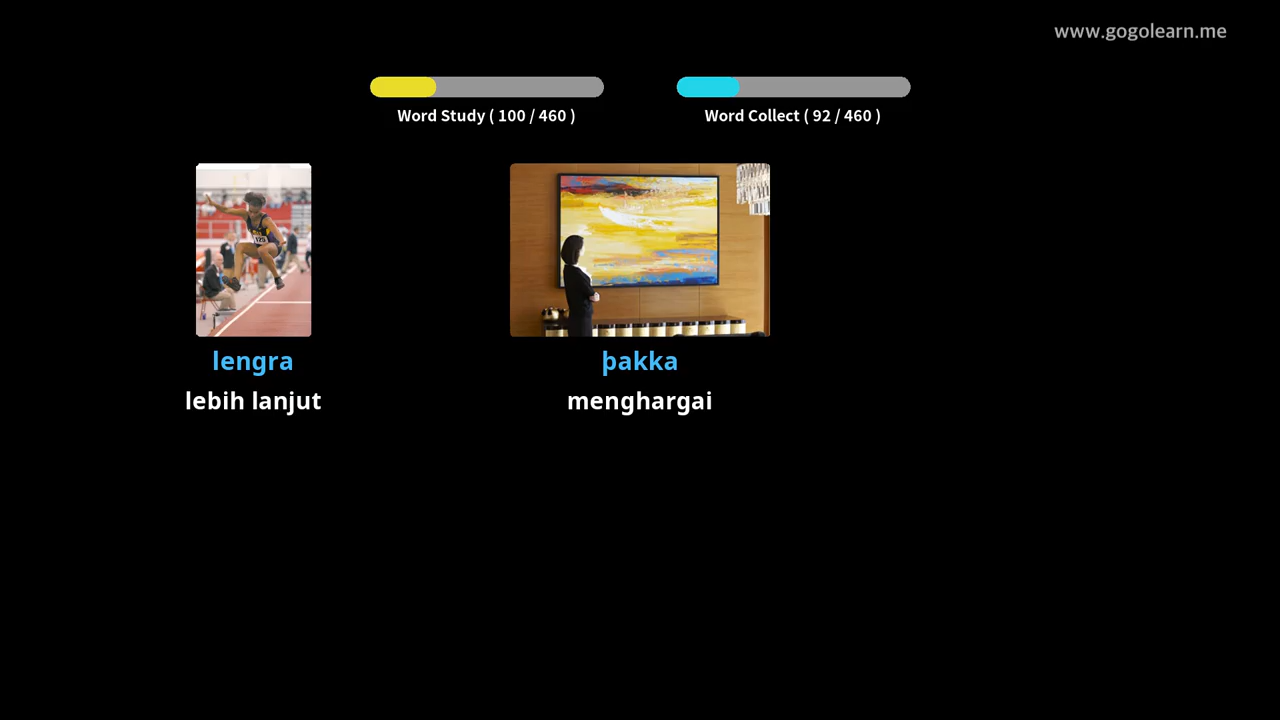 www.gogolearn.me
Word Study ( 100 / 460 )
Word Collect ( 92 / 460 )
lengra
lebih lanjut
þakka
menghargai